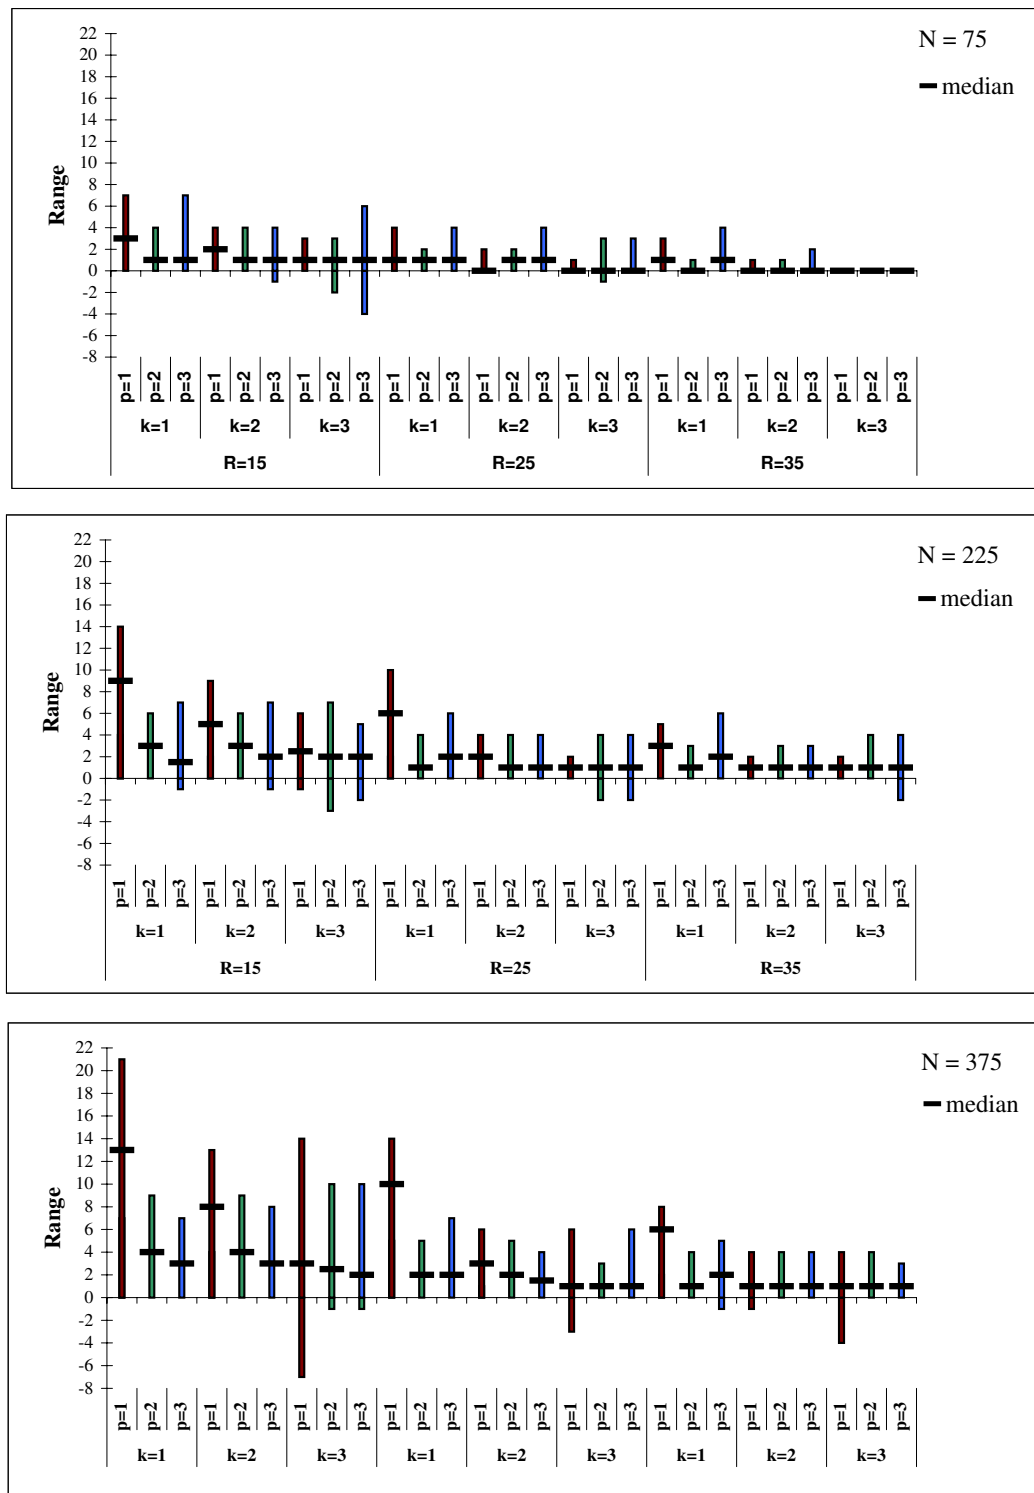 N = 75
median
Range
22
20
18
16
14
12
10
8
6
4
2
0
-2
-4
-6
-8
p=1 p=2 p=3 p=1 p=2 p=3 p=1 p=2 p=3 p=1 p=2 p=3 p=1 p=2 p=3 p=1 p=2 p=3 p=1 p=2 p=3 p=1 p=2 p=3 p=1 p=2 p=3
k=1 k=2 k=3 k=1 k=2 k=3 k=1 k=2 k=3
R=15 R=25 R=35
N = 225
median
Range
22
20
18
16
14
12
10
8
6
4
2
0
-2
-4
-6
-8
p=1 p=2 p=3 p=1 p=2 p=3 p=1 p=2 p=3 p=1 p=2 p=3 p=1 p=2 p=3 p=1 p=2 p=3 p=1 p=2 p=3 p=1 p=2 p=3 p=1 p=2 p=3
k=1 k=2 k=3 k=1 k=2 k=3 k=1 k=2 k=3
R=15 R=25 R=35
N = 375
median
Range
22
20
18
16
14
12
10
8
6
4
2
0
-2
-4
-6
-8
p=1 p=2 p=3 p=1 p=2 p=3 p=1 p=2 p=3 p=1 p=2 p=3 p=1 p=2 p=3 p=1 p=2 p=3 p=1 p=2 p=3 p=1 p=2 p=3 p=1 p=2 p=3
k=1 k=2 k=3 k=1 k=2 k=3 k=1 k=2 k=3